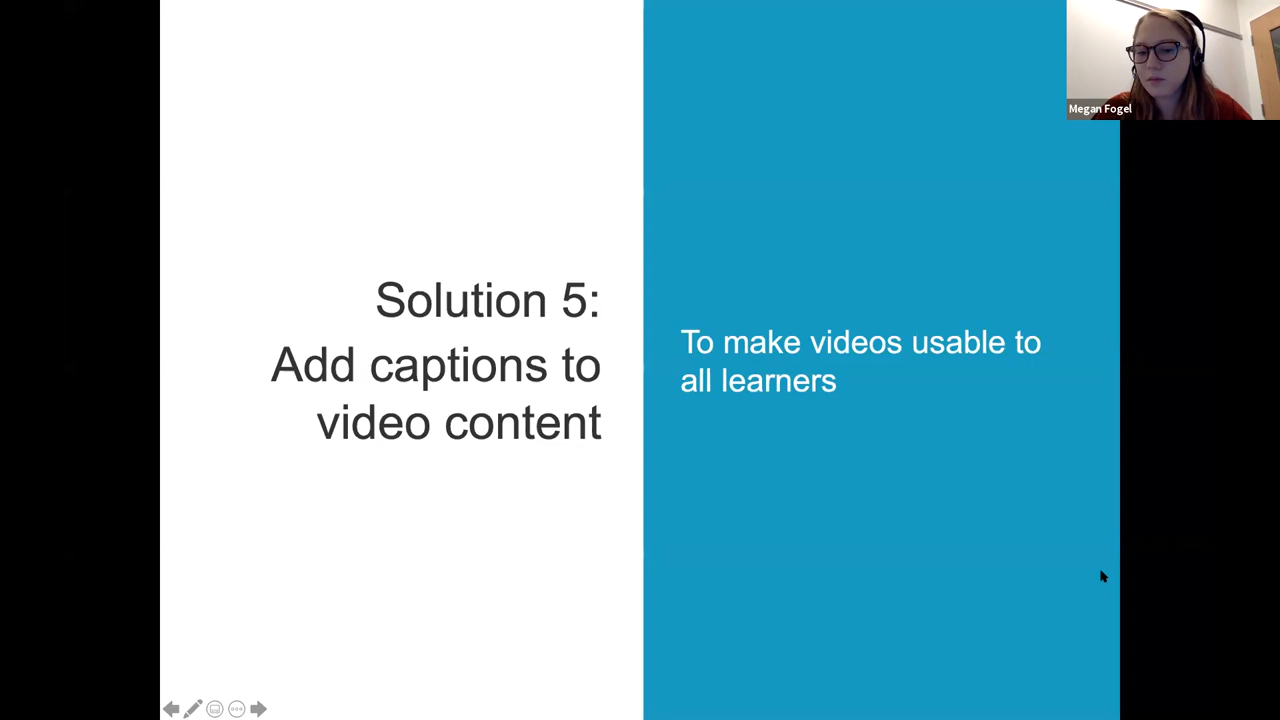 Solution 5:
Add captions to
video content
To make videos usable to
all learners
Megan Fogel